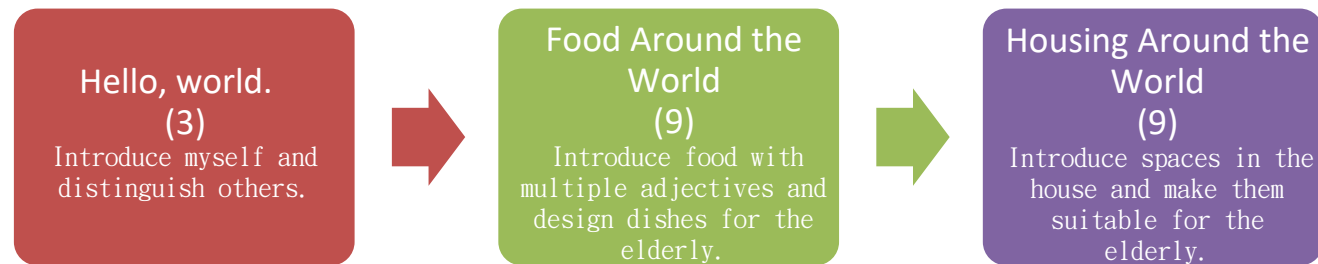 Hello, world.
(3)
Introduce myself and
distinguish others.
Food Around the
World
(9)
Introduce food with
multiple adjectives and
design dishes for the
elderly.
Housing Around the
World
(9)
Introduce spaces in the
house and make them
suitable for the
elderly.